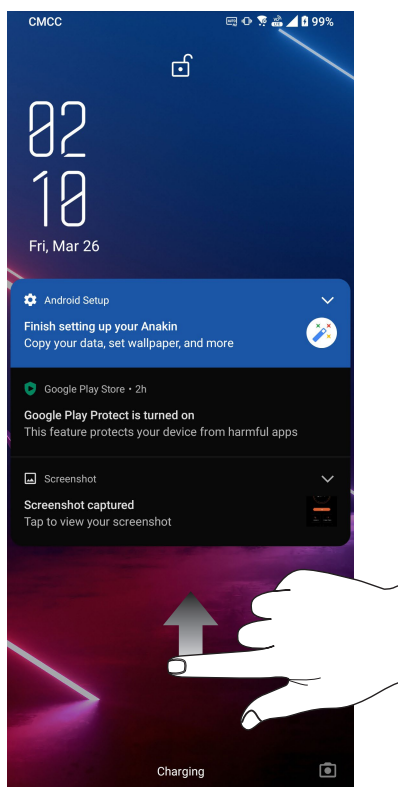 CMCC
99%
02
10
Fri, Mar 26
Android Setup
Finish setting up your Anakin
Copy your data, set wallpaper, and more
Google Play Store • 2h
Google Play Protect is turned on
This feature protects your device from harmful apps
Screenshot
Screenshot captured
Tap to view your screenshot
Charging